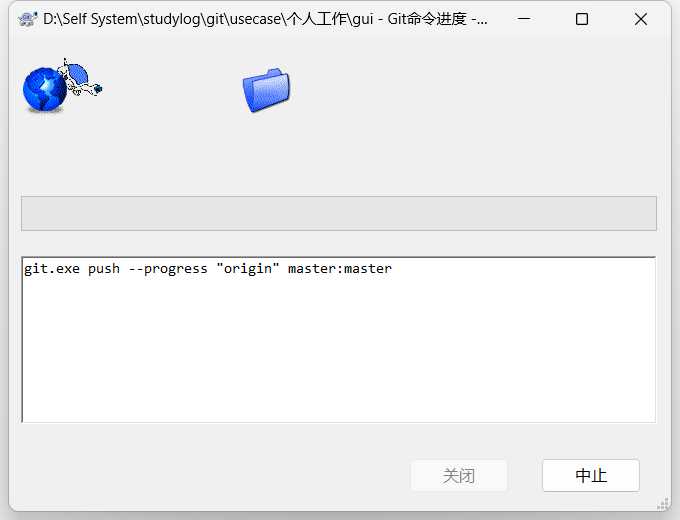 D:\Self System\studylog\git\usecase\个人工作\gui - Git命令进度 -...
git.exe push --progress "origin" master:master
关闭
中止